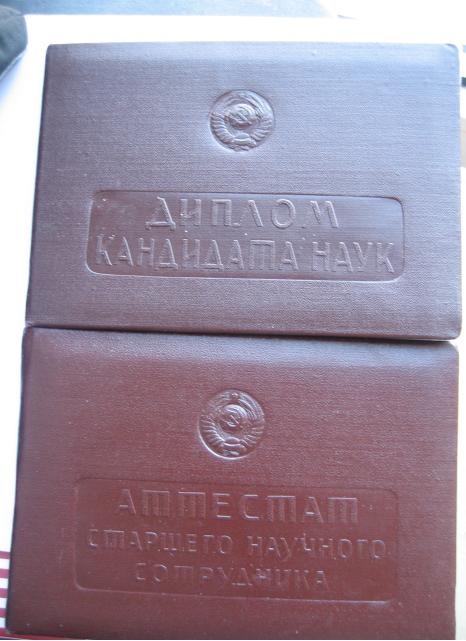 ДИПЛОМ
КАНДИДАТА НАУК
АТТЕСТАТ
СТАРШЕГО НАУЧНОГО
СОТРУДНИКА